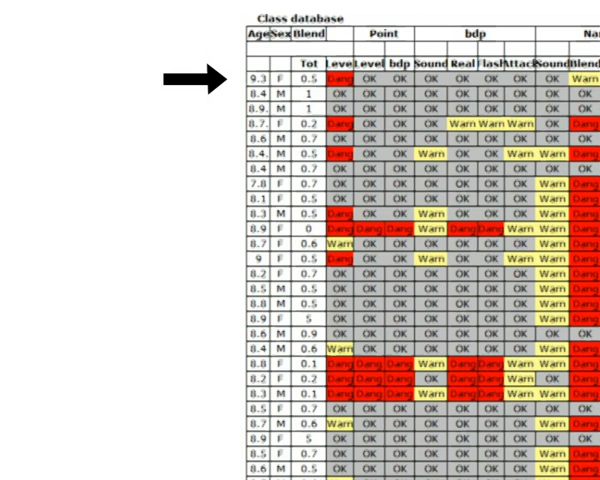 Class database
Age Sex Blend Point bdp Na
Tot Leve Level bdp Sound Real Flash Attack Sound Blend
9.3 F 0.5 Dang OK OK OK OK OK OK OK Warn
8.4 M 1 OK OK OK OK OK OK OK OK OK
8.9. M 1 OK OK OK OK OK OK OK OK OK
8.7. F 0.2 Dang OK OK OK Warn Warn Warn OK Dang
8.6 M 0.7 OK OK OK OK OK OK OK OK OK
8.4. M 0.5 Dang OK OK Warn OK OK Warn Warn Dang
8.4 M 0.7 OK OK OK OK OK OK OK OK OK
7.8 F 0.7 OK OK OK OK OK OK OK Warn Dang
8.1 F 0.5 OK OK OK OK OK OK OK Warn Dang
8.3 M 0.5 Dang OK OK Warn OK OK OK Warn Dang
8.9 F 0 Dang Dang Dang Warn Dang Dang Warn Warn Dang
8.7 F 0.6 Warn OK OK OK OK OK OK Warn Dang
9 F 0.5 Dang OK OK Warn OK OK Warn Warn Dang
8.2 F 0.7 OK OK OK OK OK OK OK Warn Dang
8.5 M 0.5 OK OK OK OK OK OK OK Warn Dang
8.8 M 0.5 OK OK OK OK OK OK OK Warn Dang
8.9 F 5 OK OK OK OK OK OK OK Warn Dang
8.6 M 0.9 OK OK OK OK OK OK OK OK OK
8.4 M 0.6 Warn OK OK OK OK OK OK Warn Dang
8.8 F 0.1 Dang Dang Dang Warn Dang Dang Warn Warn Dang
8.2 F 0.2 Dang Dang Dang OK Dang Dang Warn OK Dang
8.3 M 0.1 Dang Dang Dang Warn Dang Dang Warn Warn Dang
8.5 F 0.7 OK OK OK OK OK OK OK OK OK
8.7 M 0.6 Warn OK OK OK OK OK OK Warn Dang
8.9 F 5 OK OK OK OK OK OK OK OK OK
8.5 F 0.7 OK OK OK OK OK OK OK Warn Dang
8.6 M 0.5 OK OK OK OK OK OK OK Warn Dang